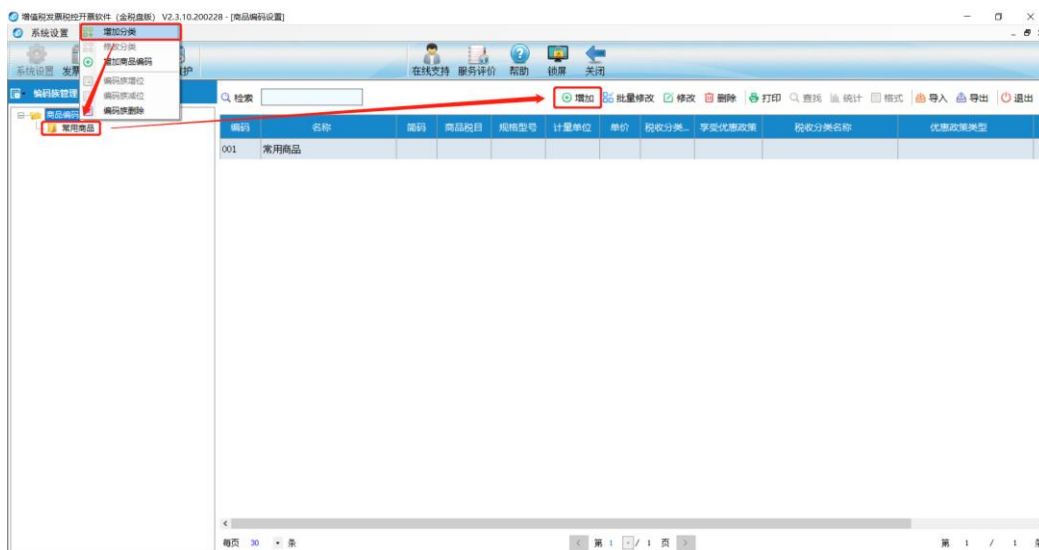 增值税发票税控开票软件（金税盘版） V2.3.10.200228 - [商品编码设置]
系统设置
增加分类
修改分类
增加商品编码
编码族增位
编码族减位
编码族删除
系统设置 发票 护 在线支持 服务评价 帮助 锁屏 关闭
编码族管理
检索 增加 批量修改 修改 删除 打印 查找 统计 格式 导入 导出 退出
商品编码
常用商品
编码 名称 简码 商品税目 规格型号 计量单位 单价 税收分类... 享受优惠政策 税收分类名称 优惠政策类型
001 常用商品
每页 30 条 第 1 / 1 页 第 1 / 1 条